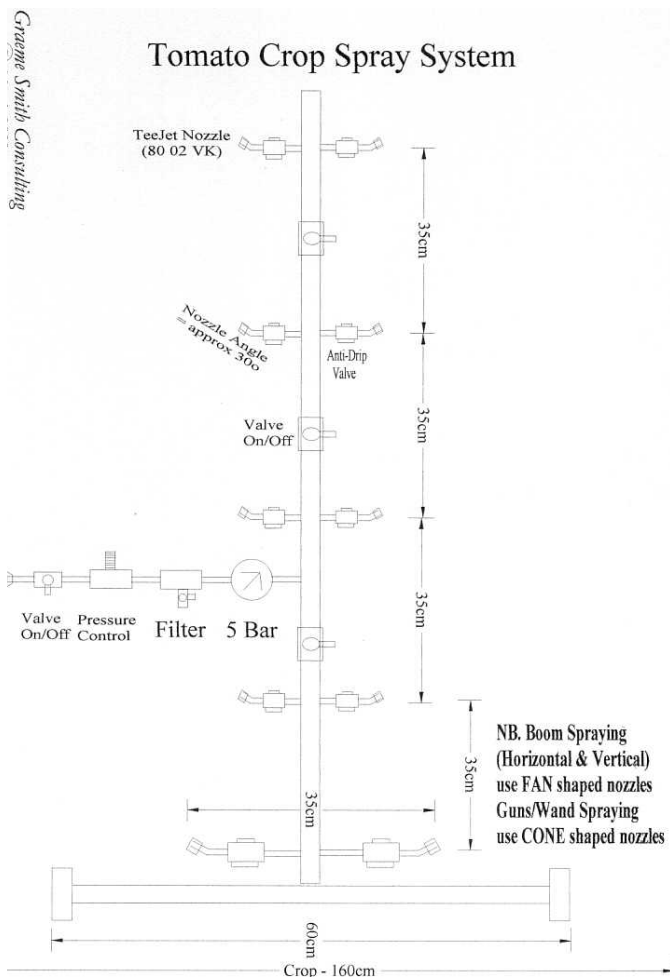 Graeme Smith Consulting
Tomato Crop Spray System
TeeJet Nozzle
(80 02 VK)
35cm
Nozzle Angle
= approx 30o
Anti-Drip
Valve
35cm
Valve
On/Off
35cm
Valve
On/Off
Pressure
Control
Filter
5 Bar
NB. Boom Spraying
(Horizontal & Vertical)
use FAN shaped nozzles
Guns/Wand Spraying
use CONE shaped nozzles
35cm
35cm
60cm
Crop - 160cm